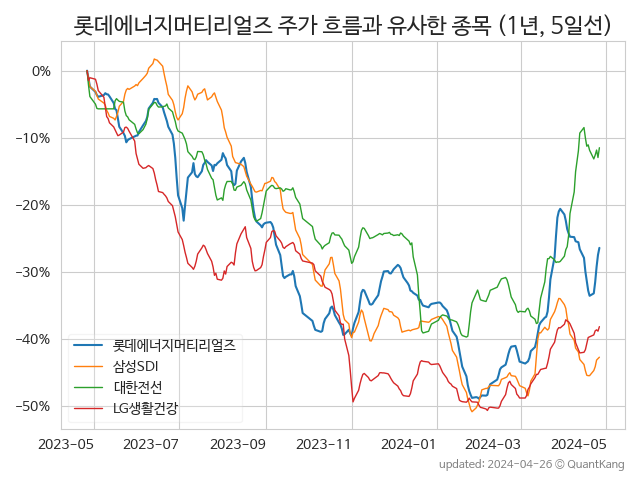 롯데에너지머티리얼즈 주가 흐름과 유사한 종목 (1년, 5일선)
0%
−10%
−20%
−30%
−40%
−50%
롯데에너지머티리얼즈
삼성SDI
대한전선
LG생활건강
2023-05 2023-07 2023-09 2023-11 2024-01 2024-03 2024-05
updated: 2024-04-26 © QuantKang